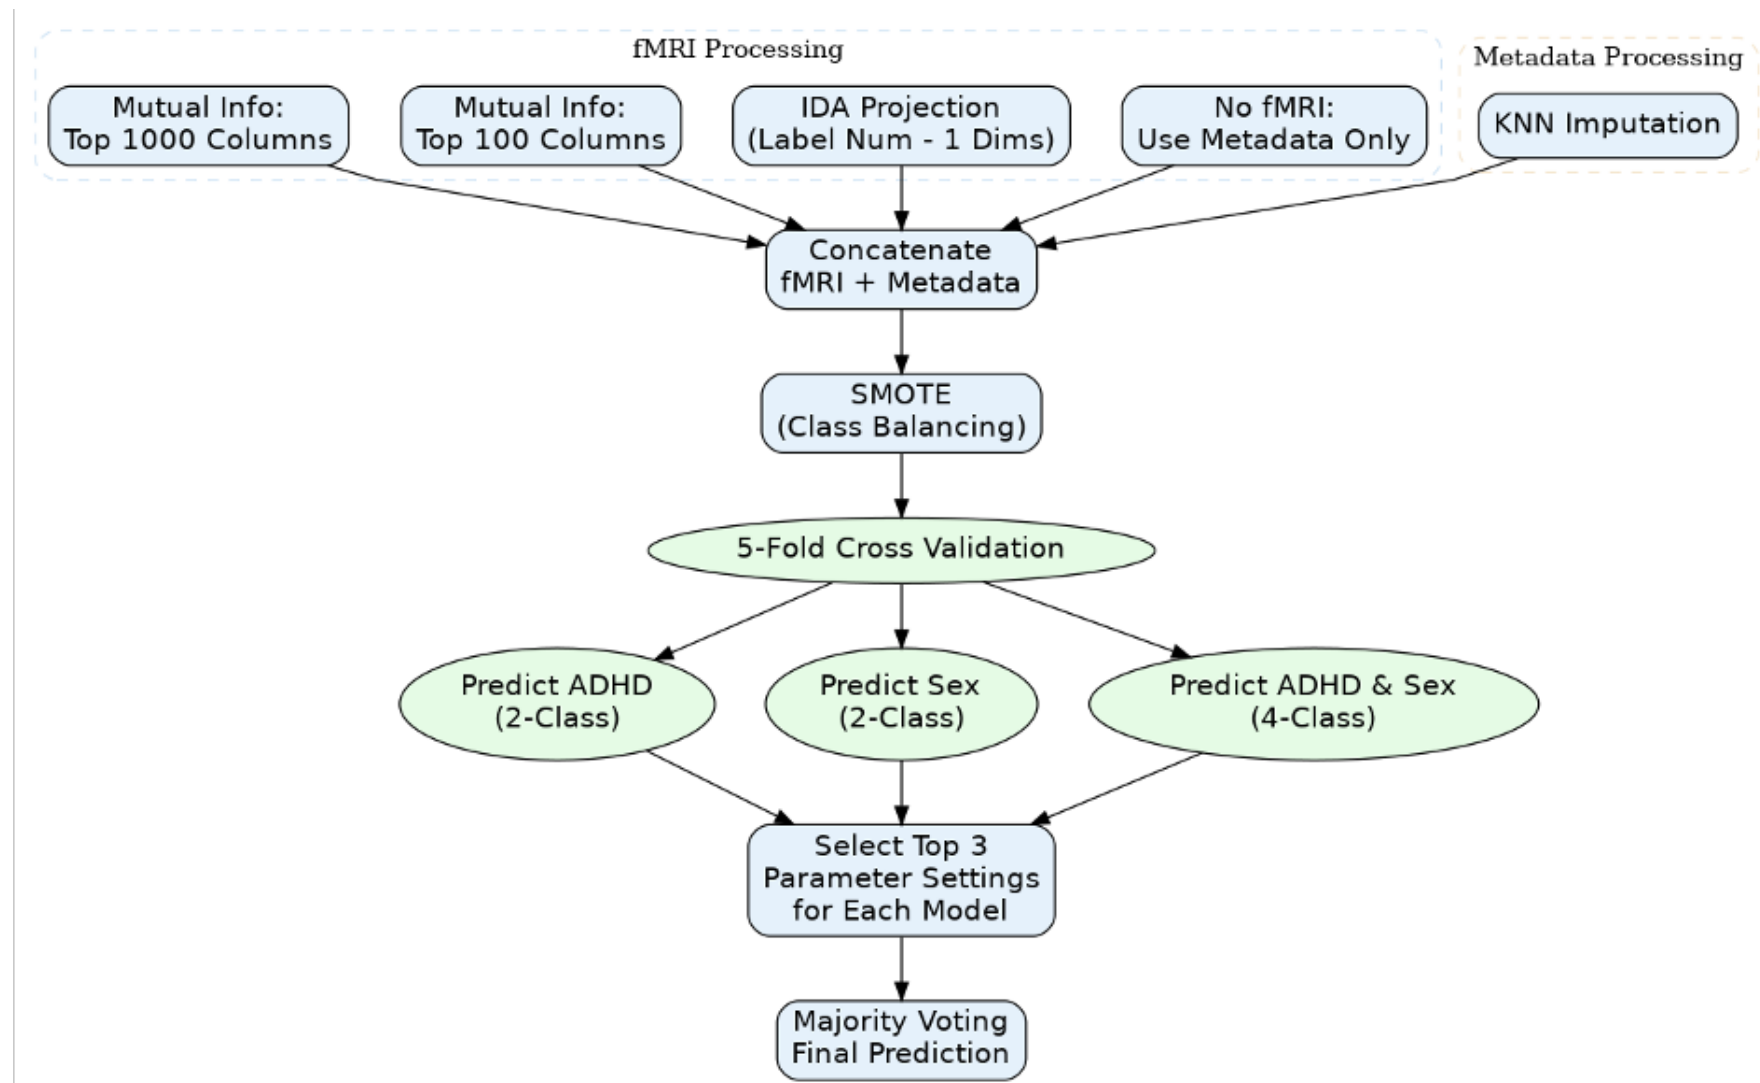 fMRI Processing
Metadata Processing
Mutual Info:
Top 1000 Columns
Mutual Info:
Top 100 Columns
IDA Projection
(Label Num - 1 Dims)
No fMRI:
Use Metadata Only
KNN Imputation
Concatenate
fMRI + Metadata
SMOTE
(Class Balancing)
5-Fold Cross Validation
Predict ADHD
(2-Class)
Predict Sex
(2-Class)
Predict ADHD & Sex
(4-Class)
Select Top 3
Parameter Settings
for Each Model
Majority Voting
Final Prediction